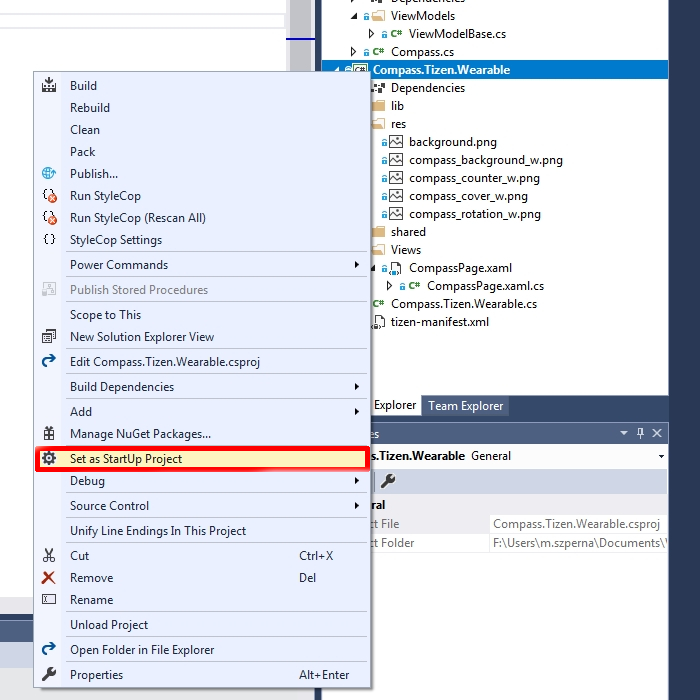 Dependencies
ViewModels
C# ViewModelBase.cs
C# Compass.cs
C# Compass.Tizen.Wearable
Dependencies
lib
res
background.png
compass_background_w.png
compass_counter_w.png
compass_cover_w.png
compass_rotation_w.png
shared
Views
CompassPage.xaml
C# CompassPage.xaml.cs
C# Compass.Tizen.Wearable.cs
tizen-manifest.xml
Build
Rebuild
Clean
Pack
Publish...
Run StyleCop
Run StyleCop (Rescan All)
StyleCop Settings
Power Commands
Publish Stored Procedures
Scope to This
New Solution Explorer View
Edit Compass.Tizen.Wearable.csproj
Build Dependencies
Add
Manage NuGet Packages...
Set as StartUp Project
Debug
Source Control
Unify Line Endings In This Project
Cut Ctrl+X
Remove Del
Rename
Unload Project
Open Folder in File Explorer
Properties Alt+Enter
Explorer Team Explorer
es
s.Tizen.Wearable General
ral
ct File Compass.Tizen.Wearable.csproj
ct Folder F:\Users\m.szperna\Documents\